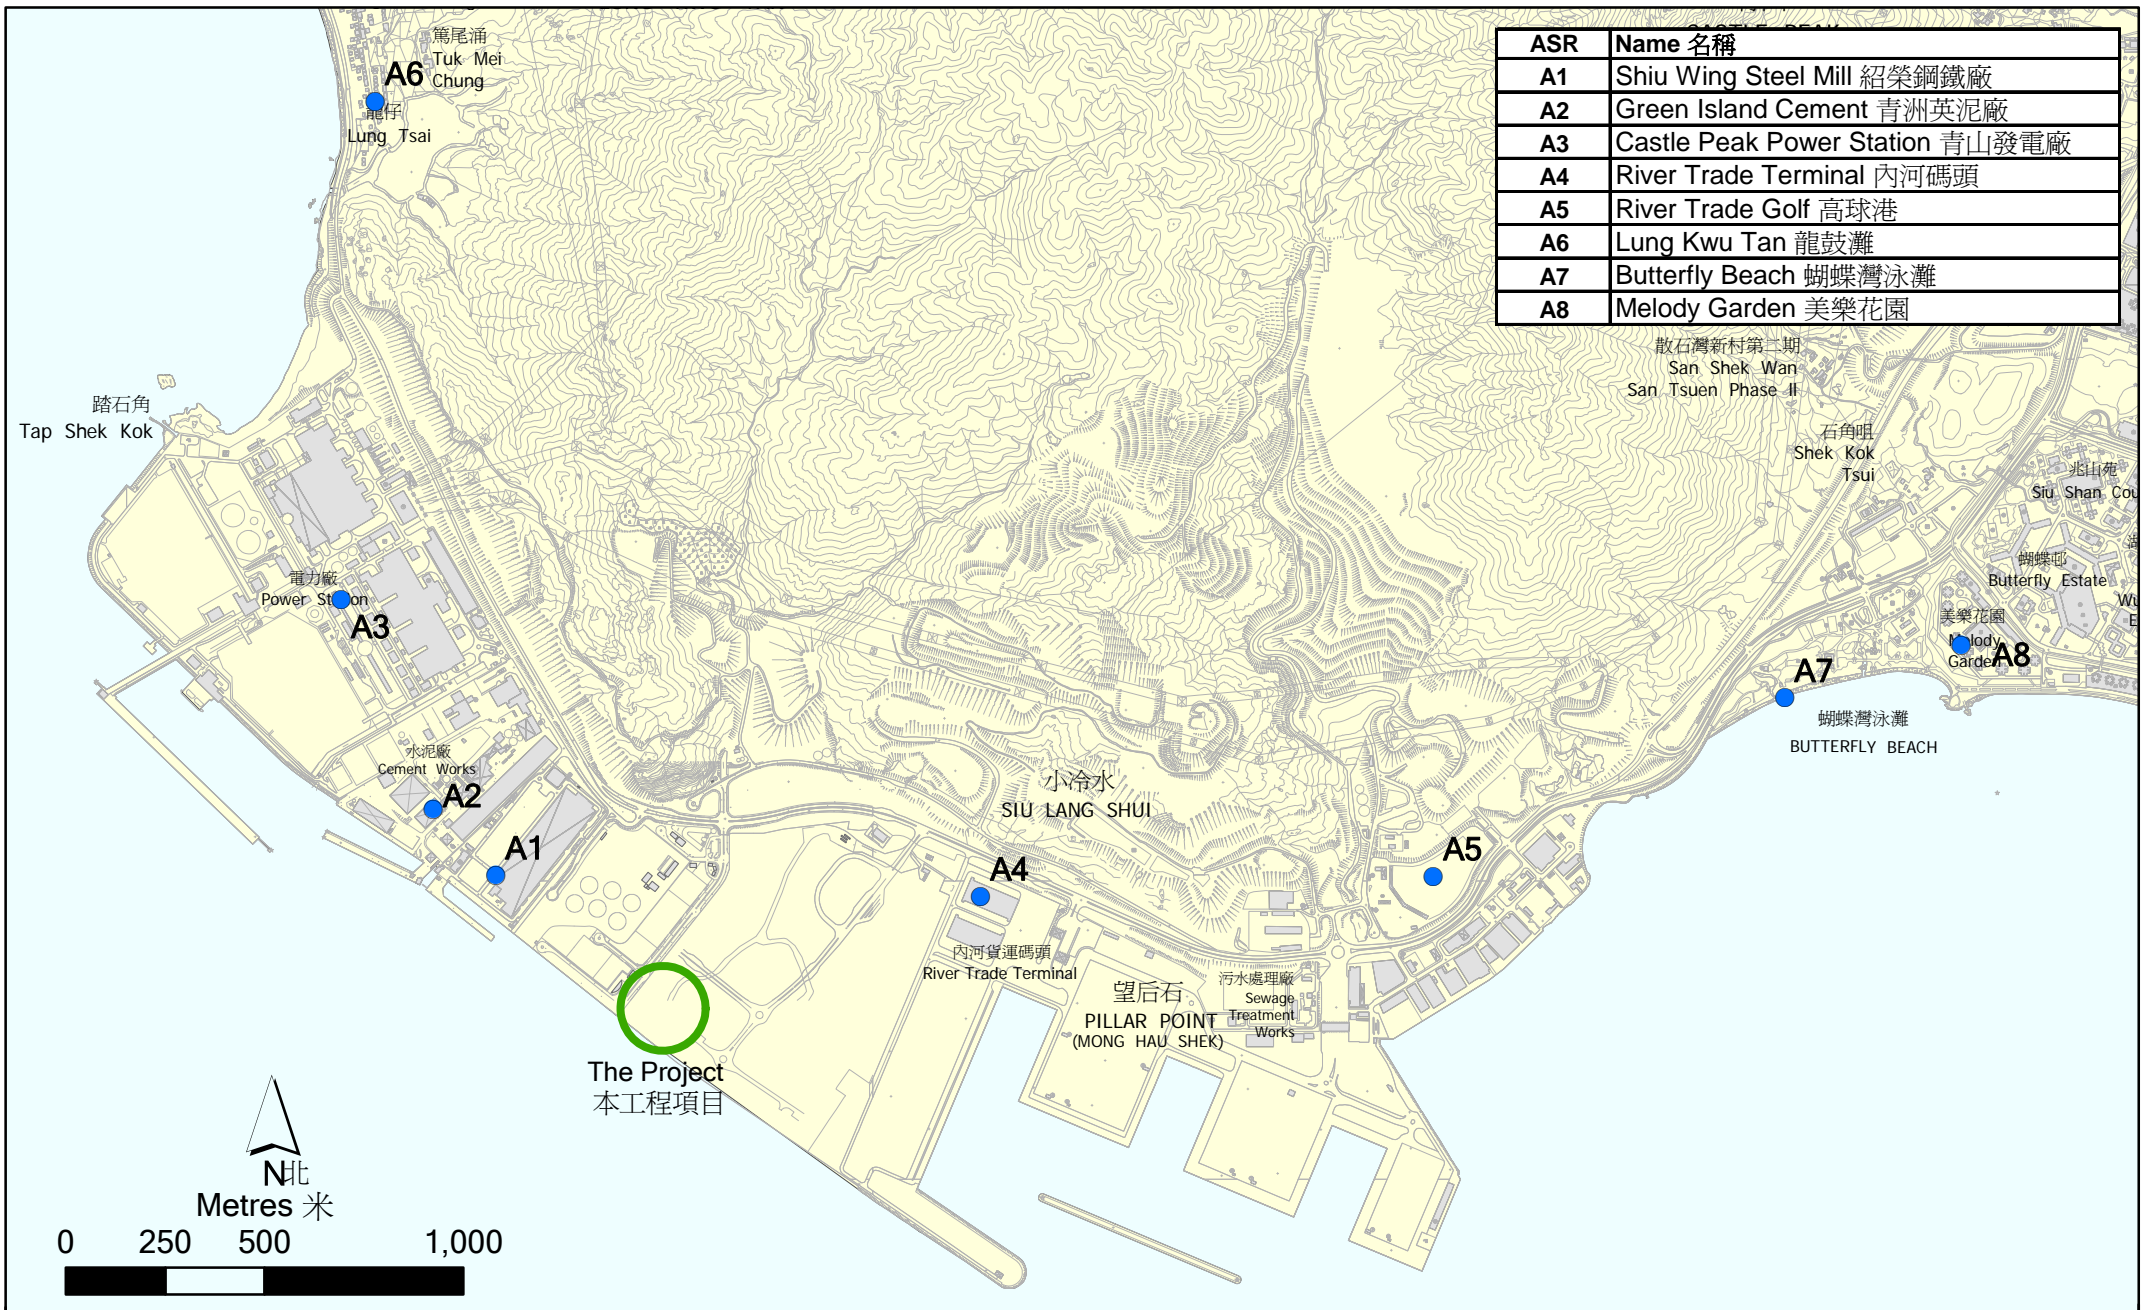 篤尾涌
Tuk Mei
Chung
A6
龍仔
Lung Tsai
ASR Name 名稱
A1 Shiu Wing Steel Mill 紹榮鋼鐵廠
A2 Green Island Cement 青洲英泥廠
A3 Castle Peak Power Station 青山發電廠
A4 River Trade Terminal 內河碼頭
A5 River Trade Golf 高球港
A6 Lung Kwu Tan 龍鼓灘
A7 Butterfly Beach 蝴蝶灣泳灘
A8 Melody Garden 美樂花園
散石灣新村第二期
San Shek Wan
San Tsuen Phase II
踏石角
Tap Shek Kok
石角咀
Shek Kok
Tsui
兆山苑
Siu Shan Cou
蝴蝶邨
Butterfly Estate
電力廠
Power Station
A3
美樂花園
Melody
Garden
A8
A7
蝴蝶灣泳灘
BUTTERFLY BEACH
水泥廠
Cement Works
A2
小冷水
SIU LANG SHUI
A1
A4
A5
內河貨運碼頭
River Trade Terminal
望后石
PILLAR POINT
(MONG HAU SHEK)
污水處理廠
Sewage
Treatment
Works
The Project
本工程項目
N北
Metres 米
0 250 500 1,000